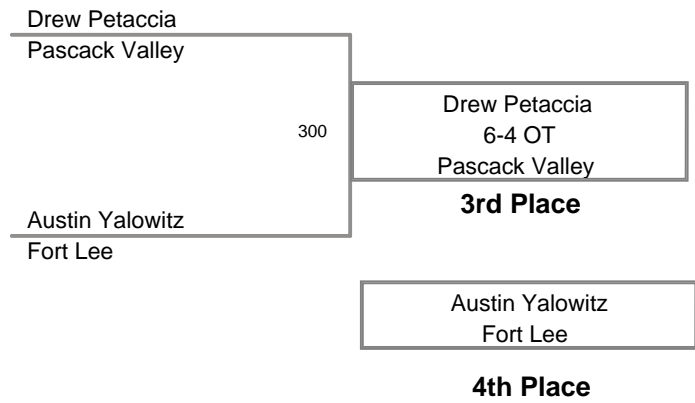 Drew Petaccia
Pascack Valley
300
Drew Petaccia
6-4 OT
Pascack Valley
3rd Place
Austin Yalowitz
Fort Lee
Austin Yalowitz
Fort Lee
4th Place